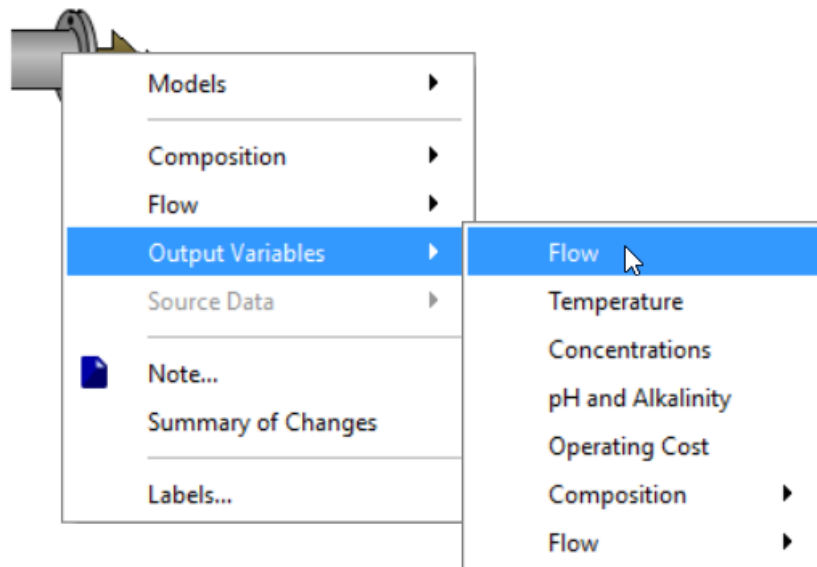 Models
Composition
Flow
Output Variables
Source Data
Note...
Summary of Changes
Labels...
Flow
Temperature
Concentrations
pH and Alkalinity
Operating Cost
Composition
Flow